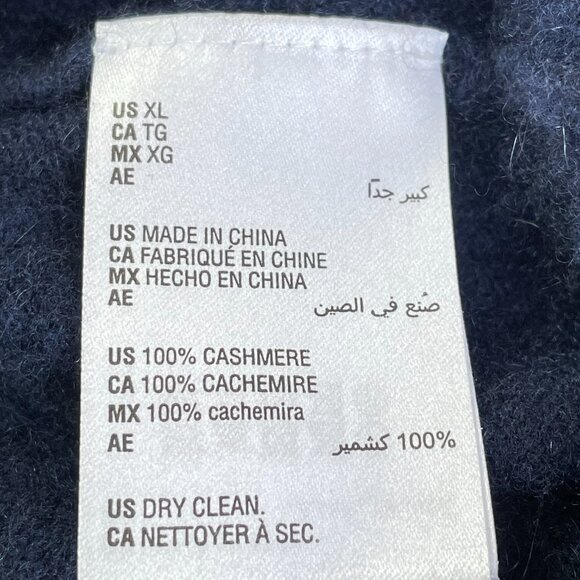 US XL
CA TG
MX XG
AE
كبير جداً
US MADE IN CHINA
CA FABRIQUÉ EN CHINE
MX HECHO EN CHINA
AE
صُنع في الصين
US 100% CASHMERE
CA 100% CACHEMIRE
MX 100% cachemira
AE 100% كشمير
US DRY CLEAN.
CA NETTOYER À SEC.